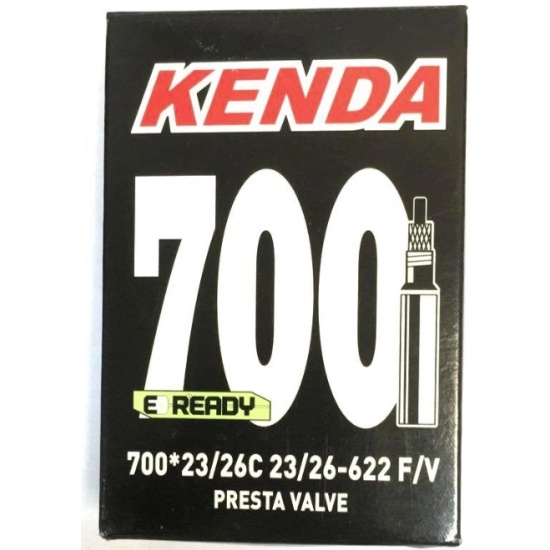 KENDA
700
E READY
700*23/26C 23/26-622 F/V
PRESTA VALVE